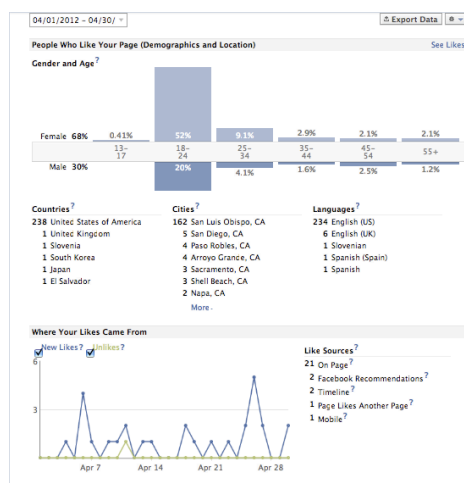 04/01/2012 - 04/30/
Export Data
People Who Like Your Page (Demographics and Location)
See Likes
Gender and Age?
Female 68% 0.41% 52% 9.1% 2.9% 2.1% 2.1%
13-17 18-24 25-34 35-44 45-54 55+
Male 30% 20% 4.1% 1.6% 2.5% 1.2%
Countries? Cities? Languages?
238 United States of America 162 San Luis Obispo, CA 234 English (US)
1 United Kingdom 5 San Diego, CA 6 English (UK)
1 Slovenia 4 Paso Robles, CA 1 Slovenian
1 South Korea 4 Arroyo Grande, CA 1 Spanish (Spain)
1 Japan 3 Sacramento, CA 1 Spanish
1 El Salvador 3 Shell Beach, CA
2 Napa, CA
More
Where Your Likes Came From
New Likes? Unlikes?
Like Sources?
6
21 On Page?
2 Facebook Recommendations?
2 Timeline?
3
1 Page Likes Another Page?
1 Mobile?
Apr 7 Apr 14 Apr 21 Apr 28